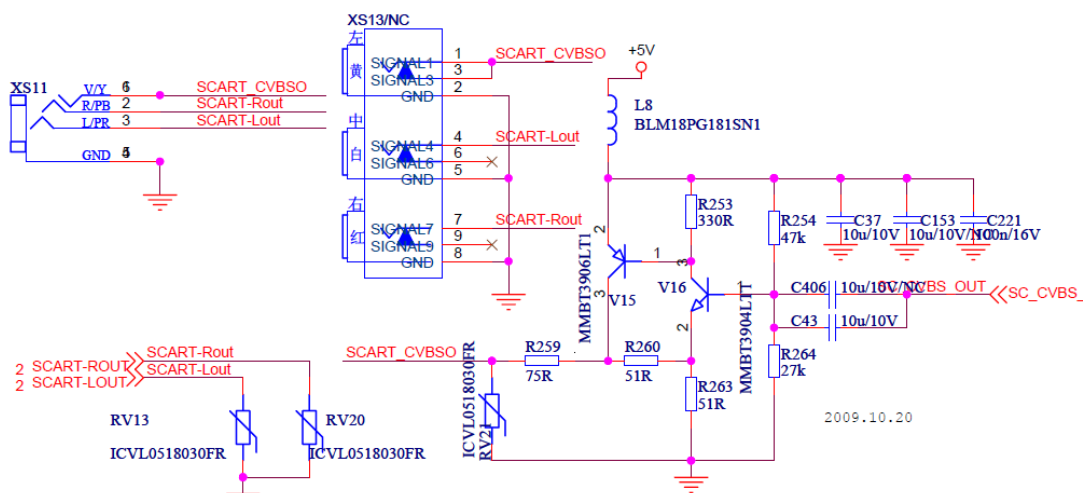 XS13/NC
左
SIGNAL1 1 SCART_CVBSO
黄 SIGNAL3 3
GND 2
中
SIGNAL4 4 SCART-Lout
白 SIGNAL6 6
GND 5
右
SIGNAL7 7 SCART-Rout
红 SIGNAL9 9
GND 8
XS11
V/Y SCART_CVBSO
R/PB 2 SCART-Rout
L/PR 3 SCART-Lout
GND
+5V
L8
BLM18PG181SN1
R253
330R
R254
47k
C37
10u/10V
C153
10u/10V/NC
C221
100n/16V
2
1
3
MMBT3906LT1
V15
3
V16
1
2
MMBT3904LT1
C406 10u/10V/NC
SC_CVBS_OUT
SC_CVBS_
C43 10u/10V
R264
27k
SCART_CVBSO
R259
75R
R260
51R
R263
51R
ICVL0518030FR
RV21
2009.10.20
2 SCART-ROUT SCART-Rout
2 SCART-LOUT SCART-Lout
RV13
ICVL0518030FR
RV20
ICVL0518030FR